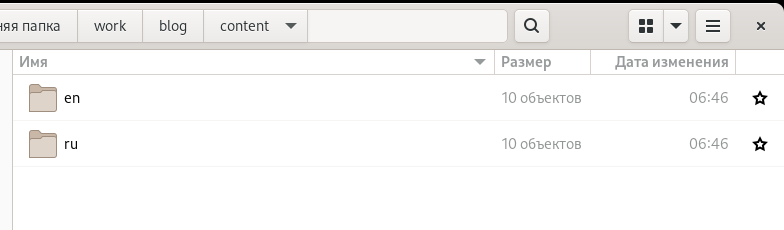 няя папка work blog content
Имя Размер Дата изменения
en 10 объектов 06:46
ru 10 объектов 06:46